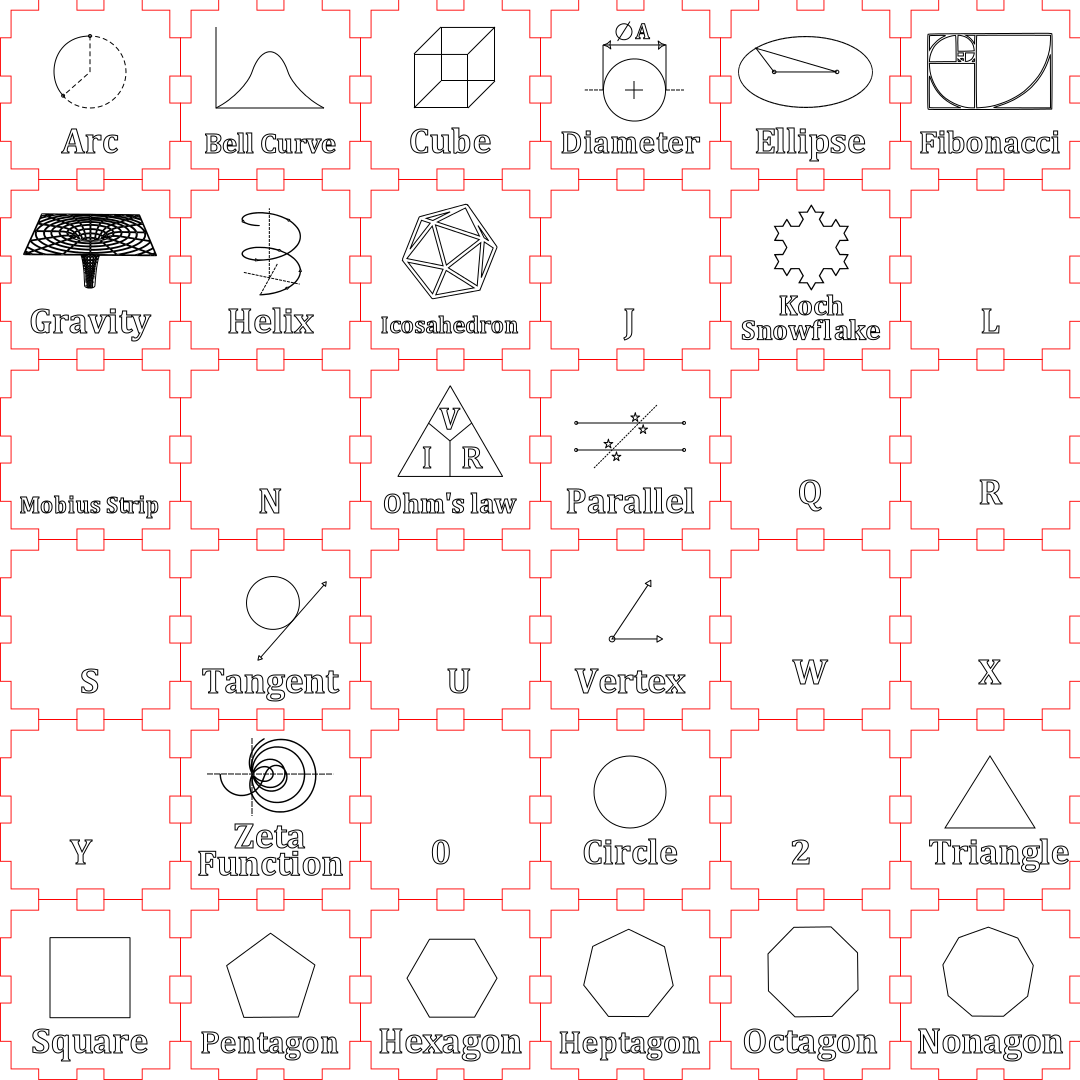 Ø A
Arc
Bell Curve
Cube
Diameter
Ellipse
Fibonacci
Gravity
Helix
Icosahedron
J
Koch
Snowflake
L
Mobius Strip
N
V
I R
Ohm's law
Parallel
Q
R
S
Tangent
U
Vertex
W
X
Y
Zeta
Function
0
Circle
2
Triangle
Square
Pentagon
Hexagon
Heptagon
Octagon
Nonagon